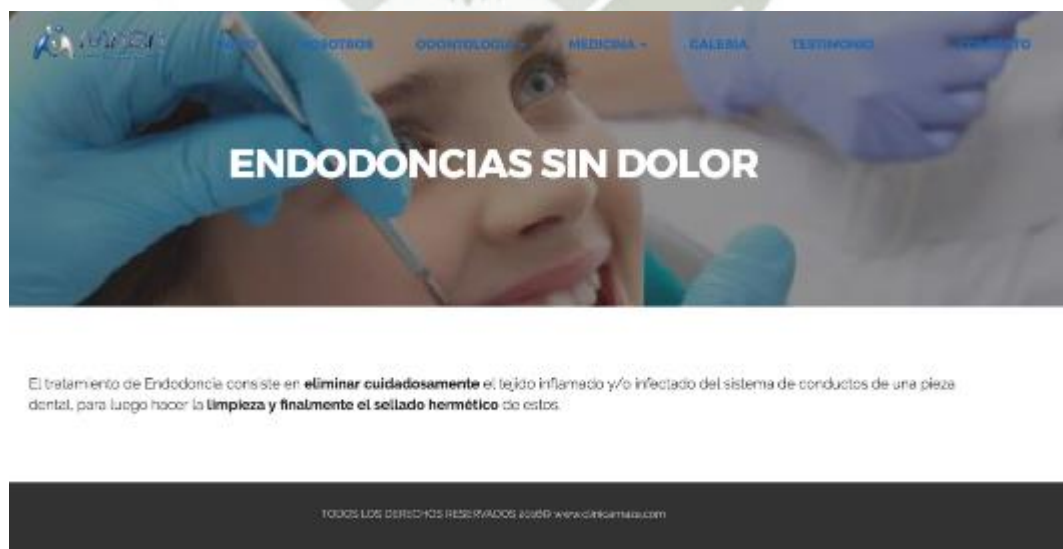 INICIO NOSOTROS ODONTOLOGIA MEDICINA GALERIA TESTIMONIO CONTACTO
ENDODONCIAS SIN DOLOR
El tratamiento de Endodoncia consiste en eliminar cuidadosamente el tejido inflamado y/o infectado del sistema de conductos de una pieza
dental, para luego hacer la limpieza y finalmente el sellado hermético de estos.
TODOS LOS DERECHOS RESERVADOS